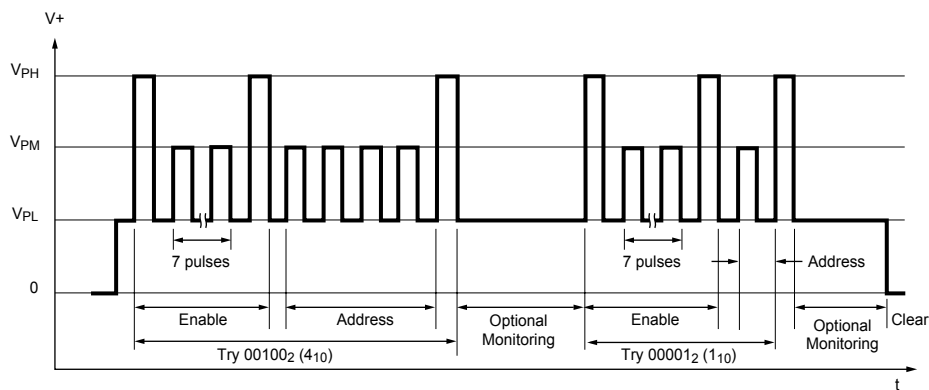 V+
VPH
VPM
VPL
0
7 pulses
7 pulses
Address
Enable
Address
Optional
Monitoring
Enable
Optional
Monitoring
Clear
Try 00100₂ (4₁₀)
Try 00001₂ (1₁₀)
t